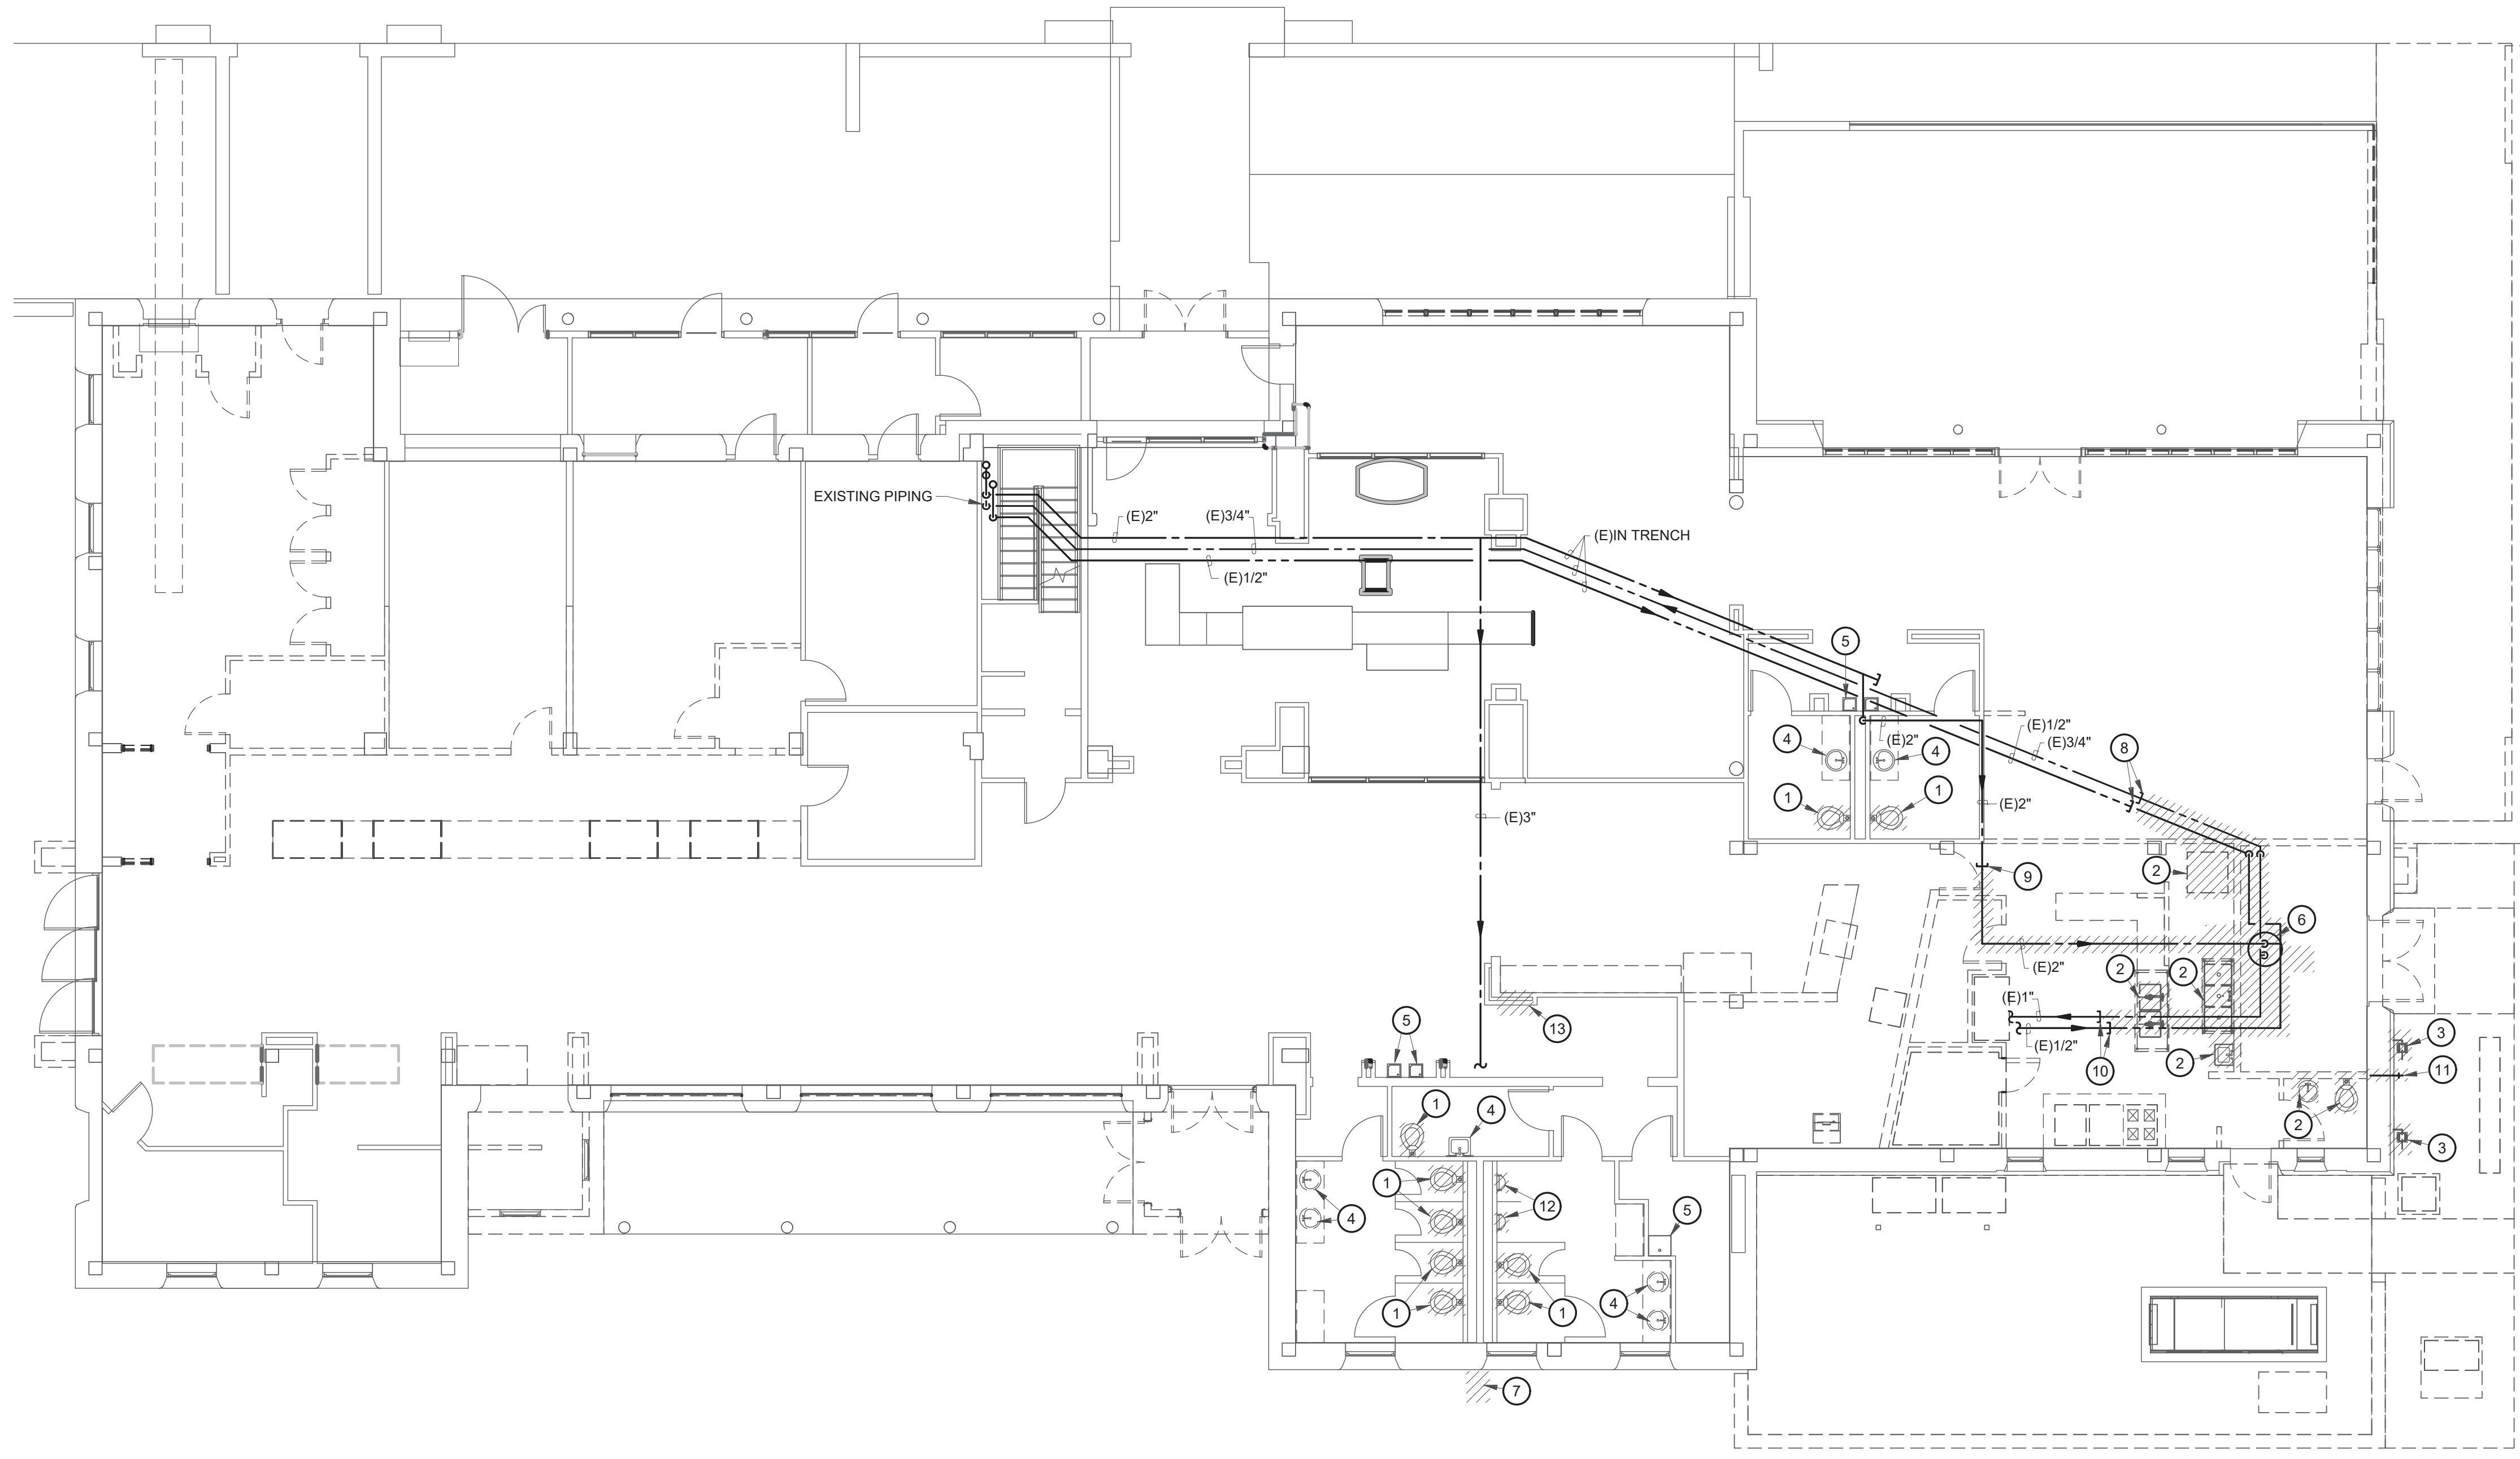 EXISTING PIPING
(E)2"
(E)3/4"
(E)1/2"
(E)IN TRENCH
5
4
(E)2"
4
(E)1/2"
(E)3/4"
8
1
1
(E)2"
(E)3"
2
9
6
(E)2"
2
2
(E)1"
13
5
3
(E)1/2"
2
10
11
1
4
2
3
1
12
4
5
1
1
4
7